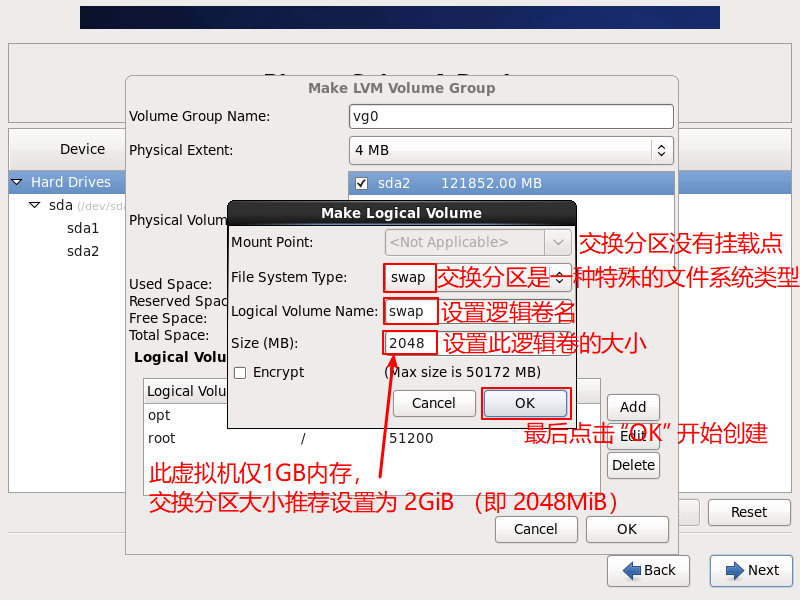 Make LVM Volume Group
Volume Group Name: vg0
Device
Physical Extent: 4 MB
Hard Drives
sda2 121852.00 MB
sda (/dev/sda
sda1
sda2
Physical Volum
Make Logical Volume
Mount Point: <Not Applicable> 交换分区没有挂载点
File System Type: swap 交换分区是一种特殊的文件系统类型
Used Space:
Reserved Spac
Logical Volume Name: swap 设置逻辑卷名
Free Space:
Total Space:
Size (MB): 2048 设置此逻辑卷的大小
Logical Volu
Encrypt (Max size is 50172 MB)
Logical Volu
Cancel OK
Add
opt
root / 51200
Edit
最后点击 “OK” 开始创建
Delete
此虚拟机仅1GB内存，
交换分区大小推荐设置为 2GiB （即 2048MiB）
Reset
Cancel OK
Back Next